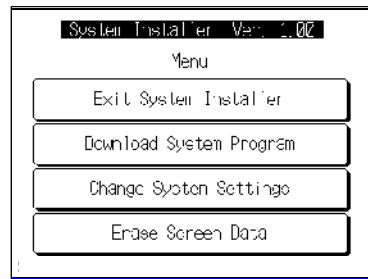 System Installer Ver. 1.00
Menu
Exit System Installer
Download System Program
Change System Settings
Erase Screen Data